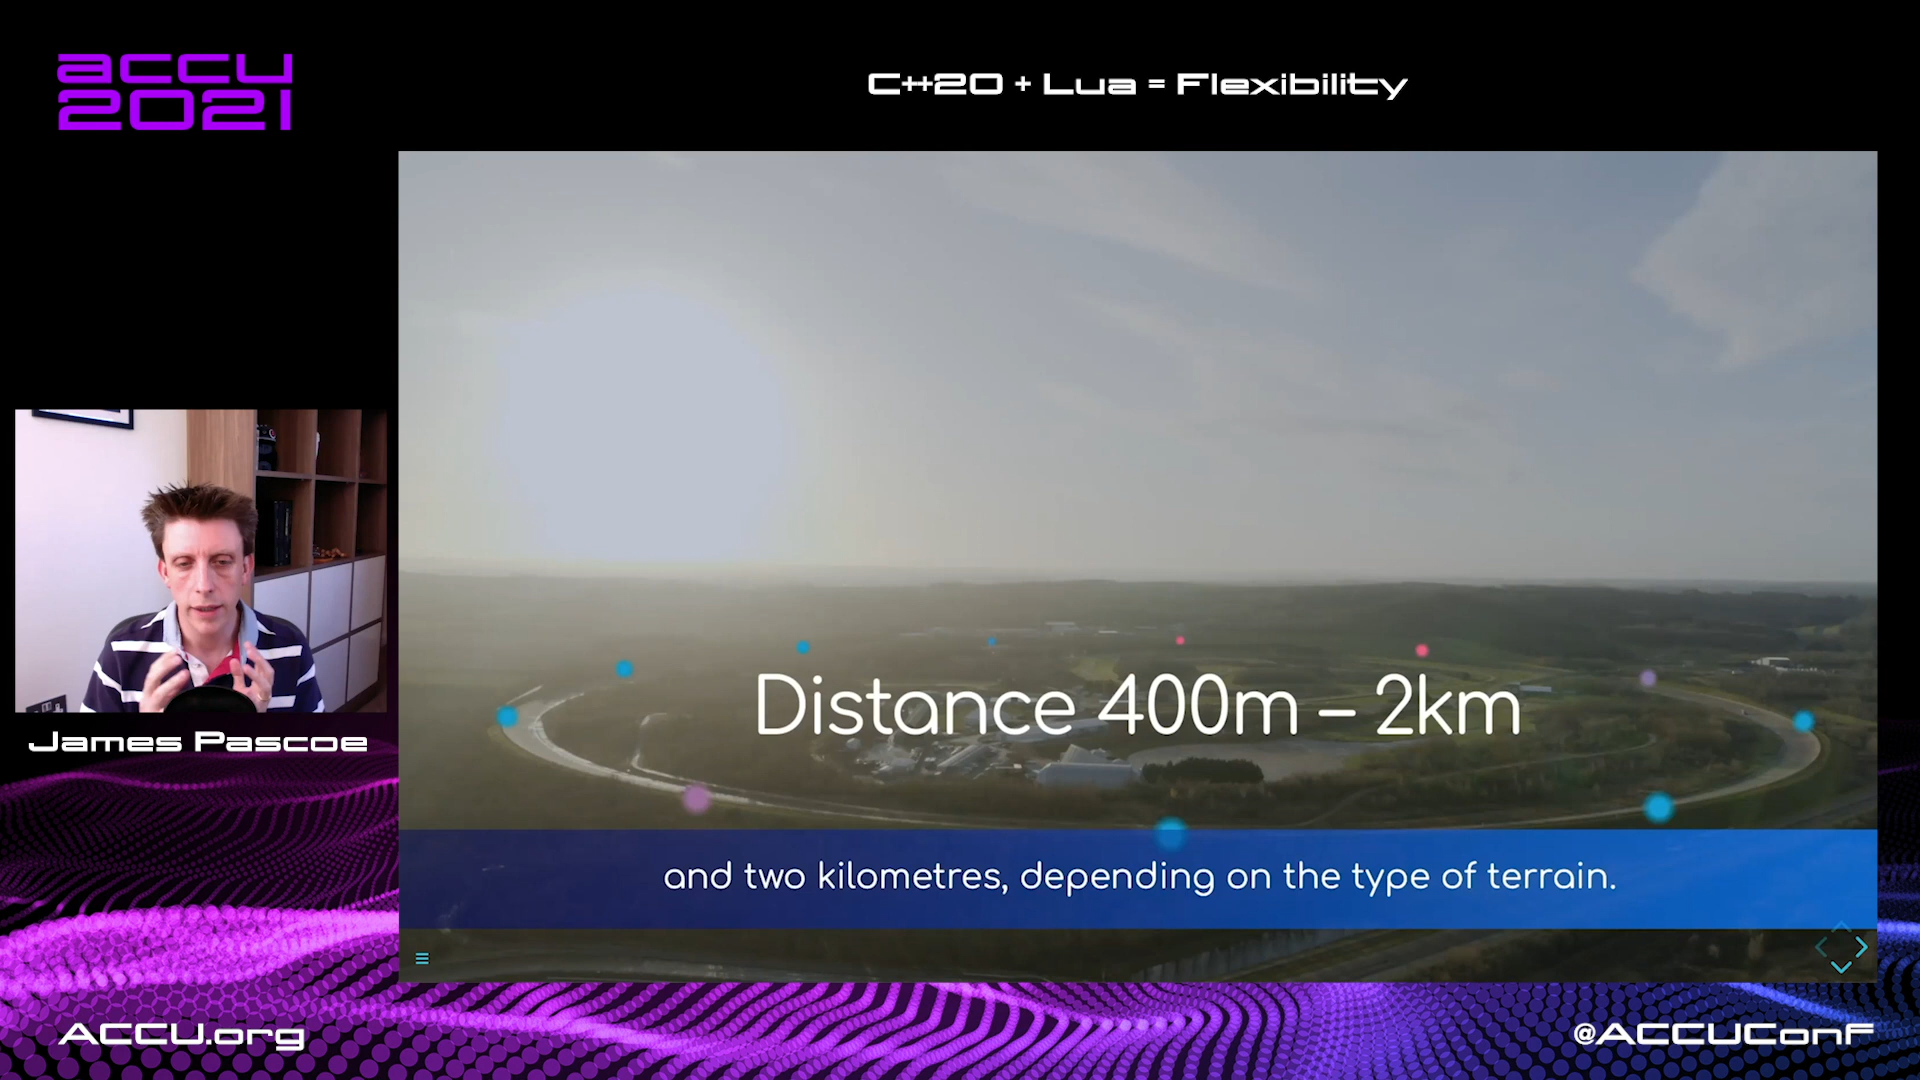 accu
2021
C++20 + Lua = Flexibility
Distance 400m – 2km
and two kilometres, depending on the type of terrain.
James Pascoe
ACCU.org
@ACCUConf